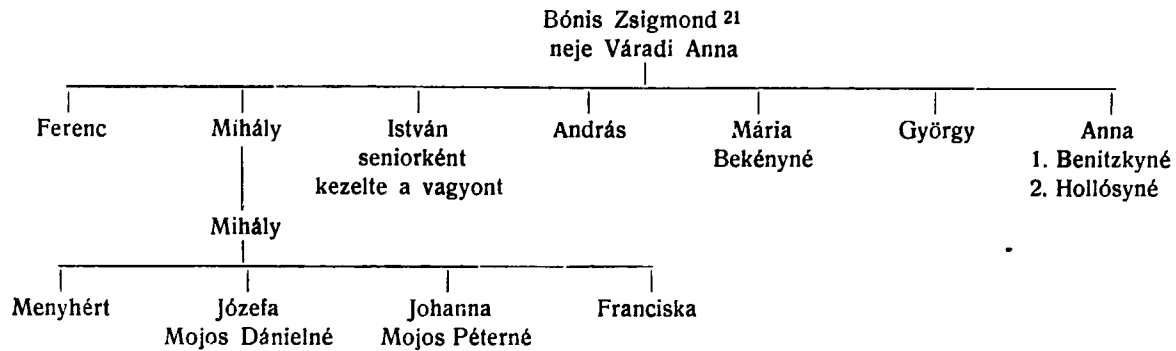 Bónis Zsigmond 21
neje Váradi Anna
Ferenc Mihály István András Mária György Anna
seniorként Bekényné 1. Benitzkyné
kezelte a vagyont 2. Hollósyné
Mihály
Menyhért Józefa Johanna Franciska
Mojos Dánielné Mojos Péterné